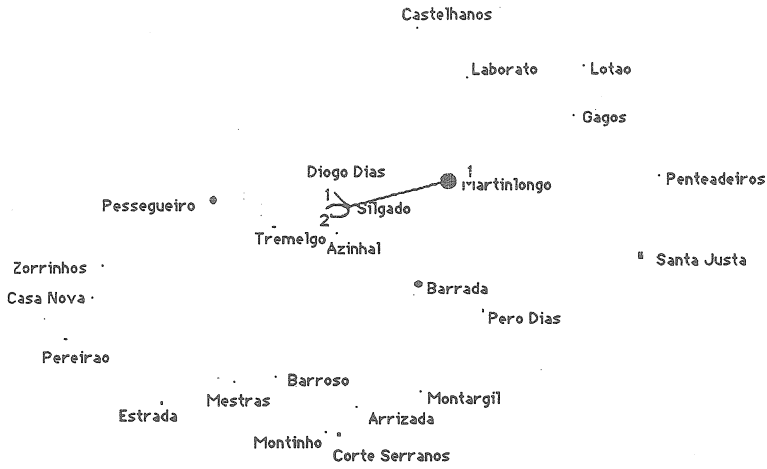 Castelhanos
Laborato
Lotao
Gagos
Diogo Dias
1
Martinlongo
Penteadeiros
Pessegueiro
1
Silgado
2
Tremelgo
Azinhal
Zorrinhos
Santa Justa
Casa Nova
Barrada
Pero Dias
Pereirao
Barroso
Mestras
Montargil
Estrada
Arrizada
Montinho
Corte Serranos